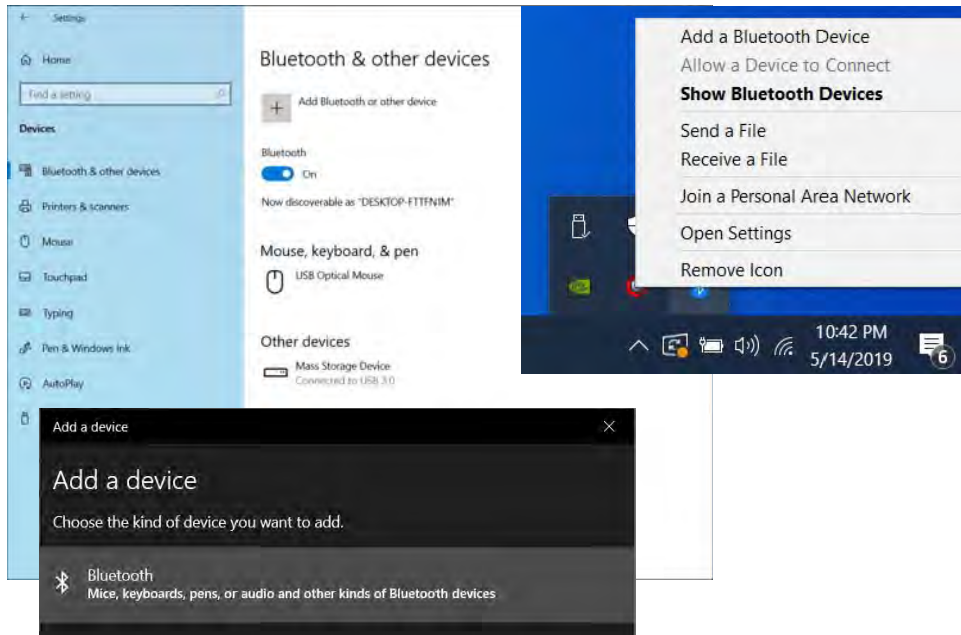 Settings
Home
Find a setting
Devices
Bluetooth & other devices
Printers & scanners
Mouse
Touchpad
Typing
Pen & Windows Ink
AutoPlay
Bluetooth & other devices
Add Bluetooth or other device
Bluetooth
On
Now discoverable as "DESKTOP-FTTFN1M"
Mouse, keyboard, & pen
USB Optical Mouse
Other devices
Mass Storage Device
Connected to USB 3.0
Add a Bluetooth Device
Allow a Device to Connect
Show Bluetooth Devices
Send a File
Receive a File
Join a Personal Area Network
Open Settings
Remove Icon
10:42 PM
5/14/2019
6
Add a device
Add a device
Choose the kind of device you want to add.
Bluetooth
Mice, keyboards, pens, or audio and other kinds of Bluetooth devices